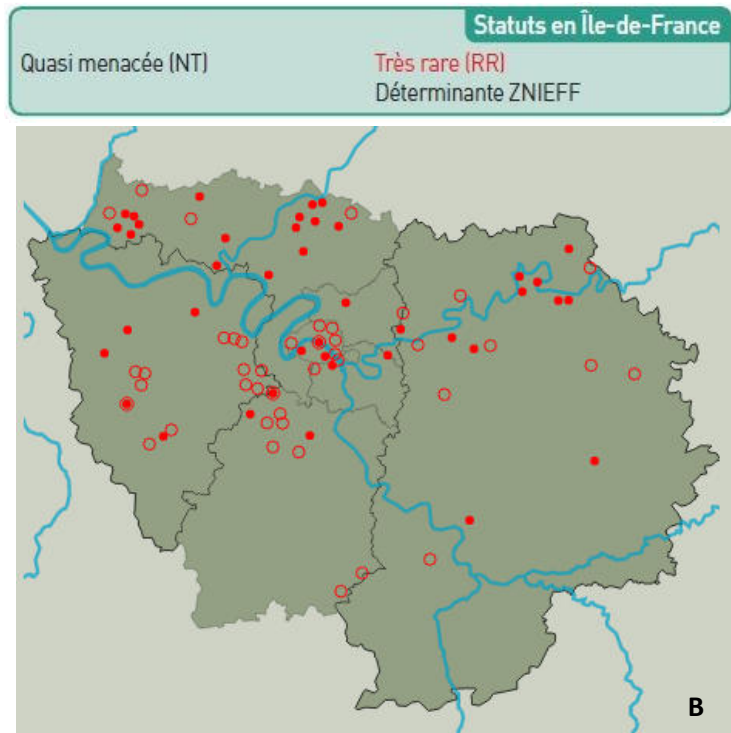 Statuts en Île-de-France
Quasi menacée (NT)
Très rare (RR)
Déterminante ZNIEFF
B